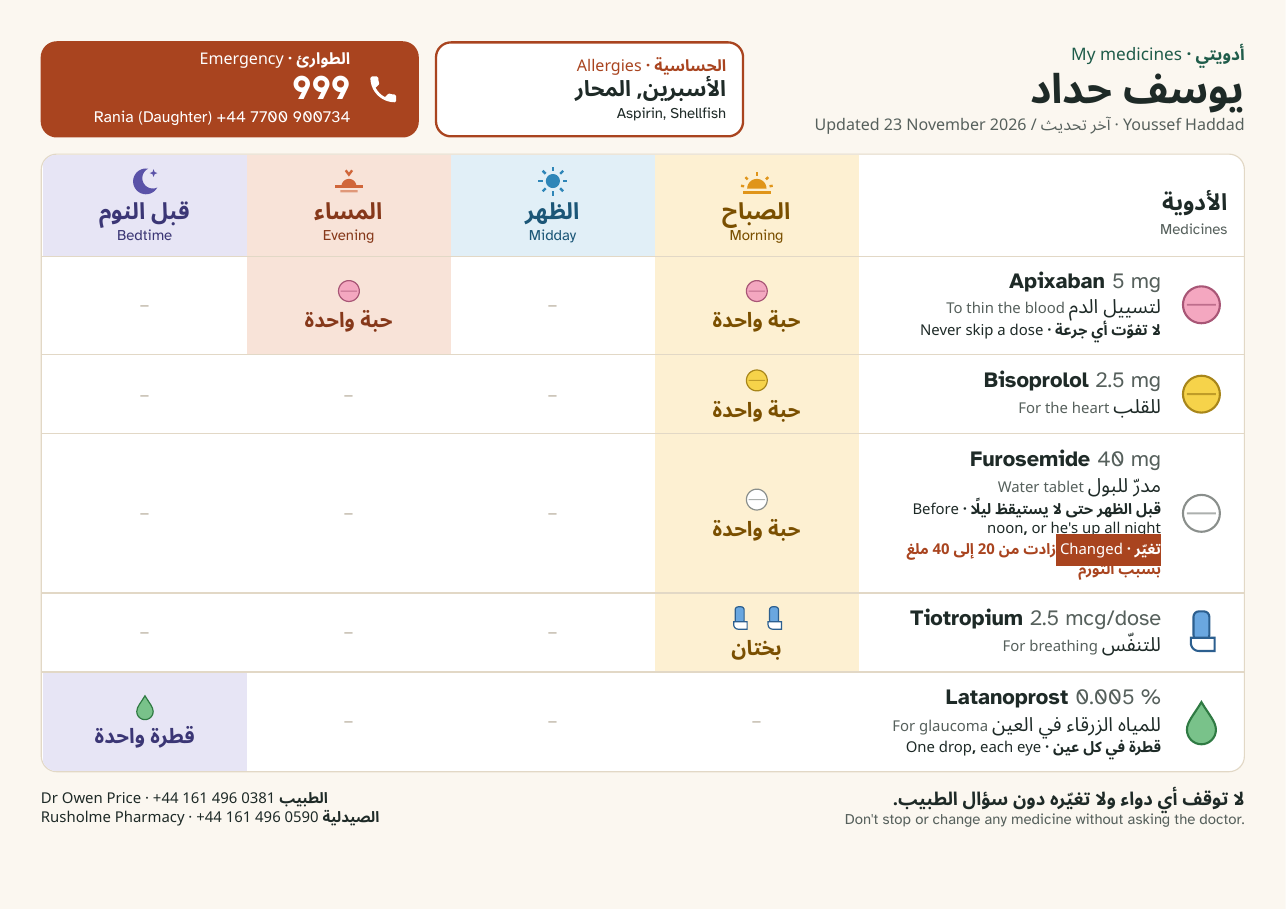 أدويتي · My medicines
يوسف حداد
Youssef Haddad · آخر تحديث / Updated 23 November 2026
الحساسية · Allergies
الأسبرين, المحار
Aspirin, Shellfish
الطوارئ · Emergency
999
Rania (Daughter) +44 7700 900734
الأدوية
Medicines
الصباح
Morning
الظهر
Midday
المساء
Evening
قبل النوم
Bedtime
Apixaban 5 mg
لتسييل الدم To thin the blood
لا تفوّت أي جرعة · Never skip a dose
حبة واحدة
–
حبة واحدة
–
Bisoprolol 2.5 mg
للقلب For the heart
حبة واحدة
–
–
–
Furosemide 40 mg
مدرّ للبول Water tablet
قبل الظهر حتى لا يستيقظ ليلًا · Before
noon, or he's up all night
تغيّر · Changed زادت من 20 إلى 40 ملغ
بسبب التورم
حبة واحدة
–
–
–
Tiotropium 2.5 mcg/dose
للتنفّس For breathing
بختان
–
–
–
Latanoprost 0.005 %
للمياه الزرقاء في العين For glaucoma
قطرة في كل عين · One drop, each eye
–
–
–
قطرة واحدة
لا توقف أي دواء ولا تغيّره دون سؤال الطبيب.
Don't stop or change any medicine without asking the doctor.
الطبيب Dr Owen Price · +44 161 496 0381
الصيدلية Rusholme Pharmacy · +44 161 496 0590